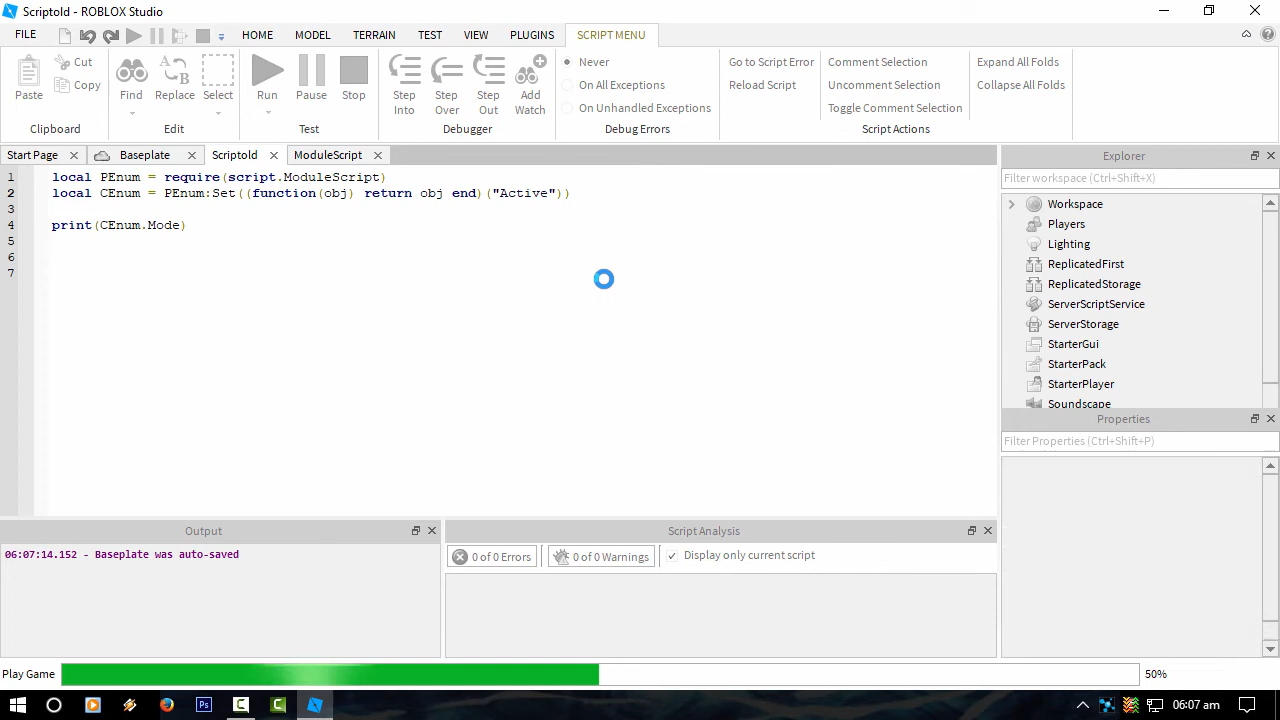 Scriptold - ROBLOX Studio
FILE HOME MODEL TERRAIN TEST VIEW PLUGINS SCRIPT MENU
Paste Cut Copy Find Replace Select Run Pause Stop Step Into Step Over Step Out Add Watch Never On All Exceptions On Unhandled Exceptions Go to Script Error Reload Script Comment Selection Uncomment Selection Toggle Comment Selection Expand All Folds Collapse All Folds
Clipboard Edit Test Debugger Debug Errors Script Actions
Start Page Baseplate Scriptold ModuleScript
1 local PEnum = require(script.ModuleScript)
2 local CEnum = PEnum:Set((function(obj) return obj end)("Active"))
3
4 print(CEnum.Mode)
5
6
7
Explorer
Filter workspace (Ctrl+Shift+X)
Workspace
Players
Lighting
ReplicatedFirst
ReplicatedStorage
ServerScriptService
ServerStorage
StarterGui
StarterPack
StarterPlayer
Soundscape
Properties
Filter Properties (Ctrl+Shift+P)
Output
06:07:14.152 - Baseplate was auto-saved
Script Analysis
0 of 0 Errors 0 of 0 Warnings Display only current script
Play Game 50%
Ps 06:07 am